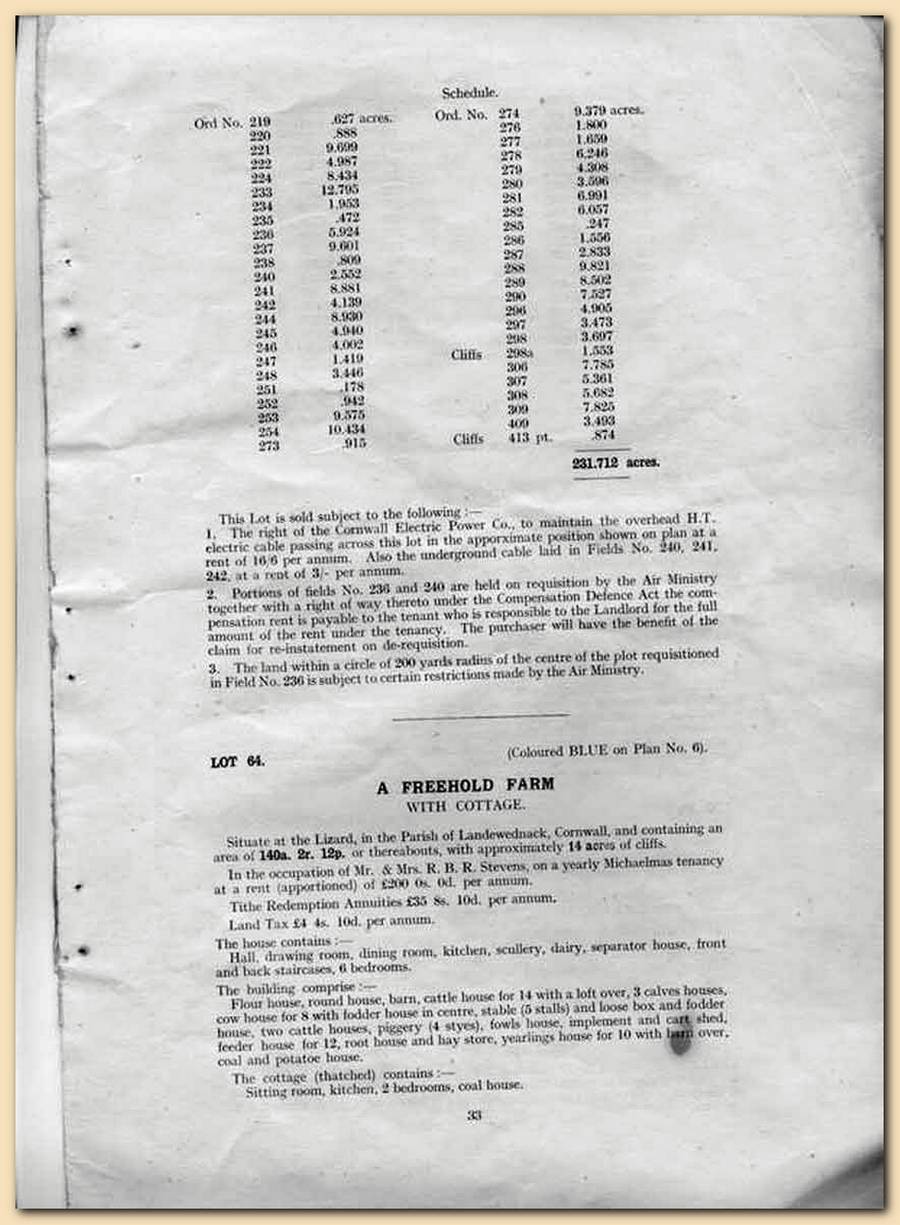 Schedule.
Ord No. 219 .627 acres. Ord. No. 274 9.379 acres.
220 .888 276 1.800
221 9.699 277 1.659
222 4.987 278 6.246
224 8.434 279 4.308
233 12.795 280 3.596
234 1.953 281 6.991
235 .472 282 6.057
236 5.924 285 .247
237 9.601 286 1.556
238 .809 287 2.833
240 2.552 288 9.821
241 8.881 289 8.502
242 4.139 290 7.527
244 8.930 296 4.905
245 4.940 297 3.473
246 4.002 298 3.697
247 1.419 Cliffs 298a 1.553
248 3.446 306 7.785
251 .178 307 5.361
252 .942 308 5.682
253 9.575 309 7.825
254 10.434 409 3.493
273 .915 Cliffs 413 pt. .874
231.712 acres.
This Lot is sold subject to the following :—
1. The right of the Cornwall Electric Power Co., to maintain the overhead H.T.
electric cable passing across this lot in the apporximate position shown on plan at a
rent of 16/6 per annum. Also the underground cable laid in Fields No. 240, 241,
242, at a rent of 3/- per annum.
2. Portions of fields No. 236 and 240 are held on requisition by the Air Ministry
together with a right of way thereto under the Compensation Defence Act the com-
pensation rent is payable to the tenant who is responsible to the Landlord for the full
amount of the rent under the tenancy. The purchaser will have the benefit of the
claim for re-instatement on de-requisition.
3. The land within a circle of 200 yards radius of the centre of the plot requisitioned
in Field No. 236 is subject to certain restrictions made by the Air Ministry.
LOT 64. (Coloured BLUE on Plan No. 6).
A FREEHOLD FARM
WITH COTTAGE.
Situate at the Lizard, in the Parish of Landewednack, Cornwall, and containing an
area of 140a. 2r. 12p. or thereabouts, with approximately 14 acres of cliffs.
In the occupation of Mr. & Mrs. R. B. R. Stevens, on a yearly Michaelmas tenancy
at a rent (apportioned) of £200 0s. 0d. per annum.
Tithe Redemption Annuities £35 8s. 10d. per annum.
Land Tax £4 4s. 10d. per annum.
The house contains :—
Hall, drawing room, dining room, kitchen, scullery, dairy, separator house, front
and back staircases, 6 bedrooms.
The building comprise :—
Flour house, round house, barn, cattle house for 14 with a loft over, 3 calves houses,
cow house for 8 with fodder house in centre, stable (5 stalls) and loose box and fodder
house, two cattle houses, piggery (4 styes), fowls house, implement and cart shed,
feeder house for 12, root house and hay store, yearlings house for 10 with barn over,
coal and potatoe house.
The cottage (thatched) contains :—
Sitting room, kitchen, 2 bedrooms, coal house.
33